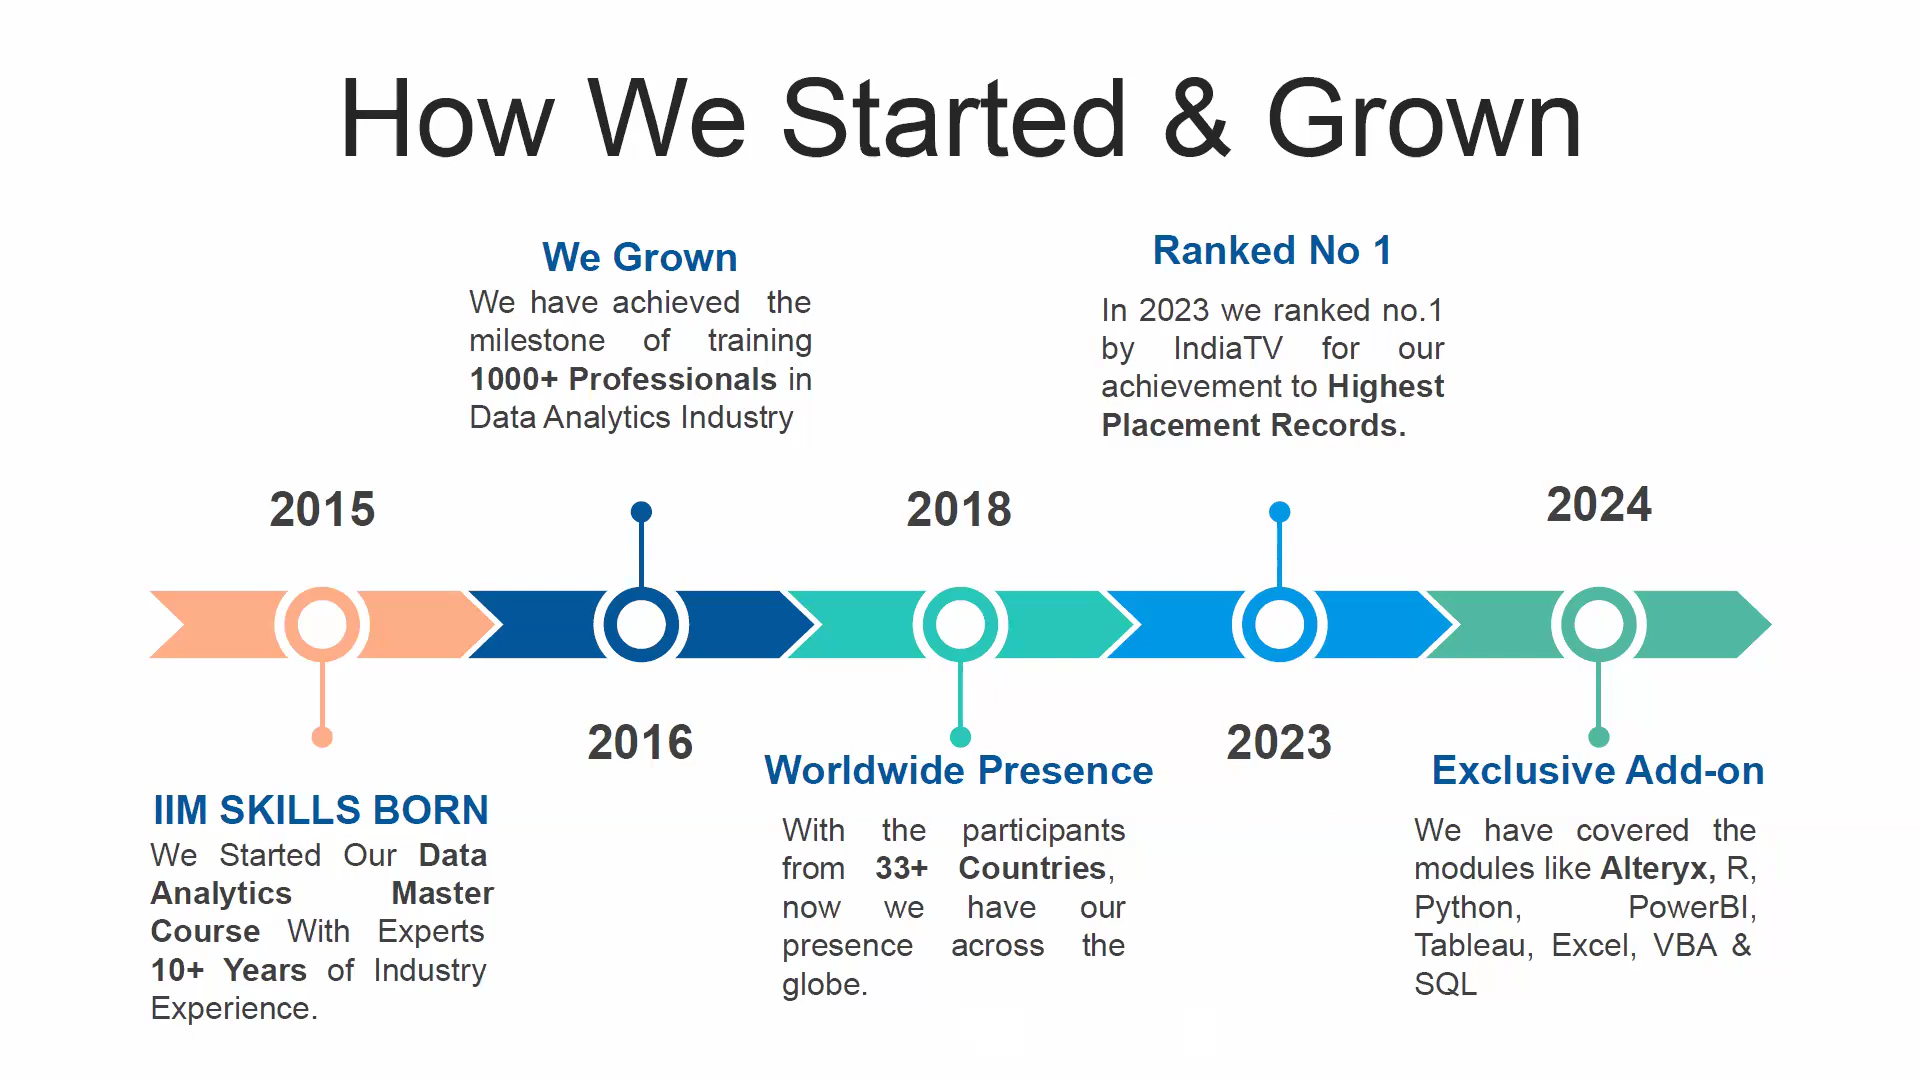 How We Started & Grown
We Grown
We have achieved the
milestone of training
1000+ Professionals in
Data Analytics Industry
Ranked No 1
In 2023 we ranked no.1
by IndiaTV for our
achievement to Highest
Placement Records.
2015
2018
2024
2016
2023
IIM SKILLS BORN
We Started Our Data
Analytics Master
Course With Experts
10+ Years of Industry
Experience.
Worldwide Presence
With the participants
from 33+ Countries,
now we have our
presence across the
globe.
Exclusive Add-on
We have covered the
modules like Alteryx, R,
Python, PowerBI,
Tableau, Excel, VBA &
SQL